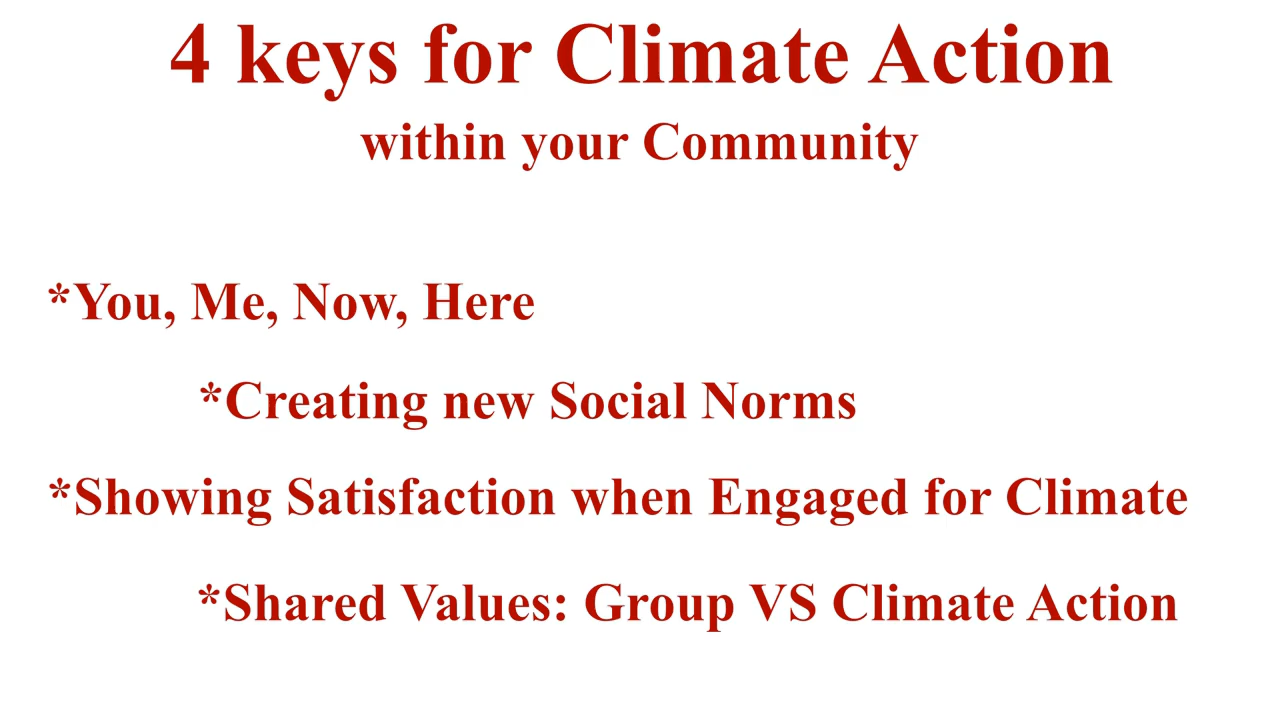 4 keys for Climate Action
within your Community
*You, Me, Now, Here
*Creating new Social Norms
*Showing Satisfaction when Engaged for Climate
*Shared Values: Group VS Climate Action